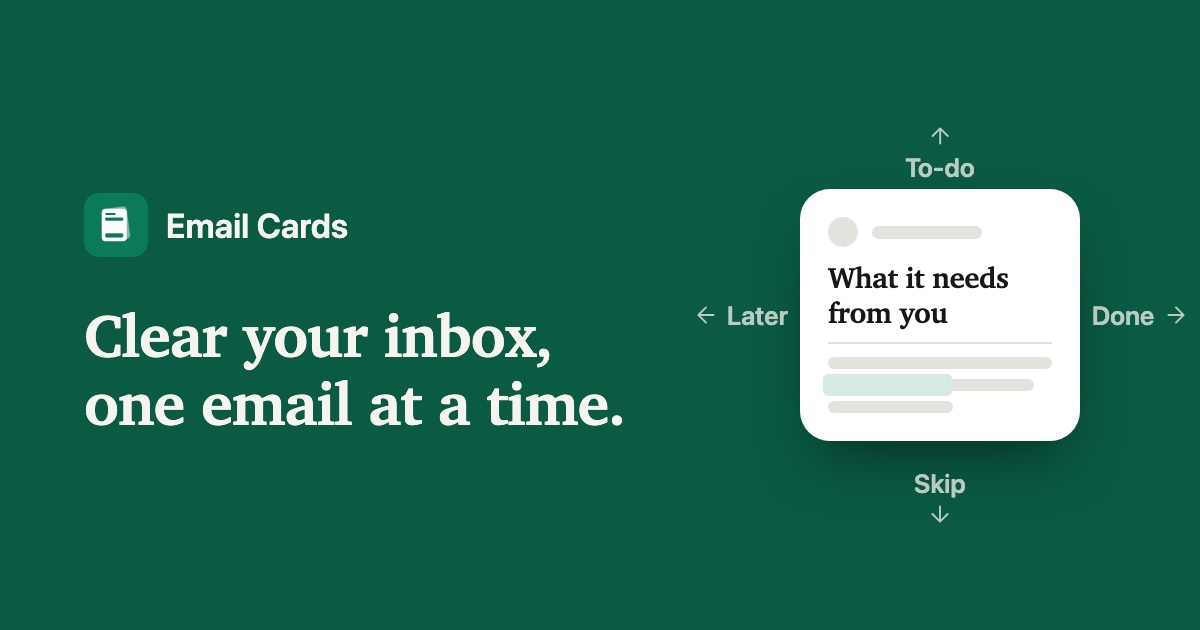 Email Cards
Clear your inbox,
one email at a time.
↑
To-do
← Later
What it needs
from you
Done →
Skip
↓